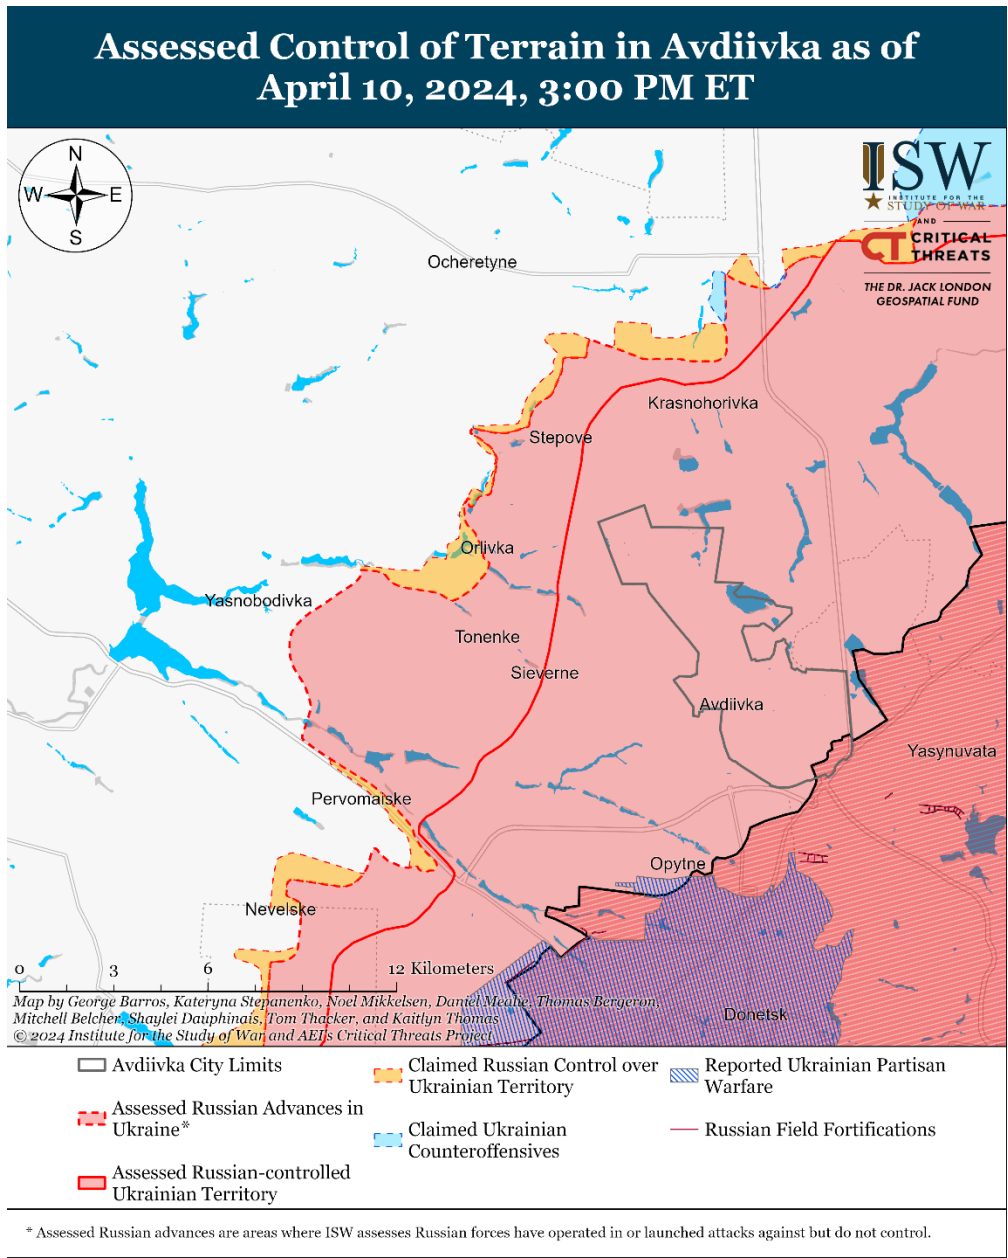 Assessed Control of Terrain in Avdiivka as of
April 10, 2024, 3:00 PM ET
N
W
E
S
ISW
INSTITUTE FOR THE
STUDY OF WAR
AND
CT CRITICAL
THREATS
THE DR. JACK LONDON
GEOSPATIAL FUND
Ocheretyne
Krasnohorivka
Stepove
Orlivka
Yasnobodivka
Tonenke
Sieverne
Avdiivka
Yasynuvata
Pervomaiske
Opytne
Nevelske
Donetsk
0 3 6 12 Kilometers
Map by George Barros, Kateryna Stepanenko, Noel Mikkelsen, Daniel Mealie, Thomas Bergeron,
Mitchell Belcher, Shaylei Dauphinais, Tom Thacker, and Kaitlyn Thomas
© 2024 Institute for the Study of War and AEI's Critical Threats Project
Avdiivka City Limits
Assessed Russian Advances in
Ukraine*
Assessed Russian-controlled
Ukrainian Territory
Claimed Russian Control over
Ukrainian Territory
Claimed Ukrainian
Counteroffensives
Reported Ukrainian Partisan
Warfare
Russian Field Fortifications
* Assessed Russian advances are areas where ISW assesses Russian forces have operated in or launched attacks against but do not control.